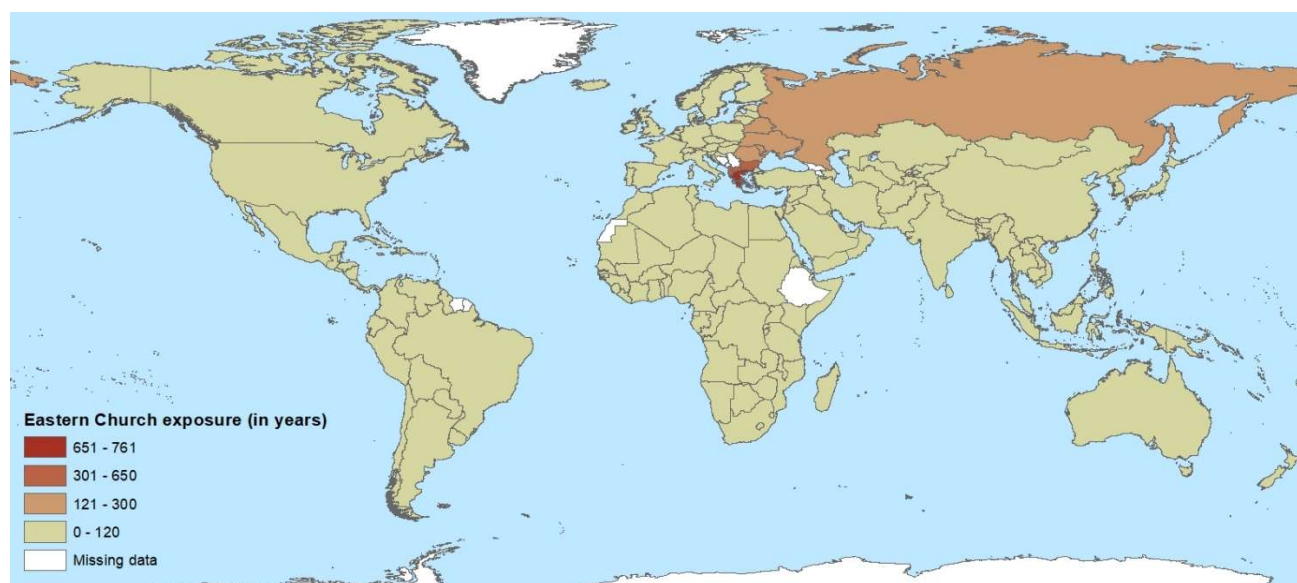 Eastern Church exposure (in years)
651 - 761
301 - 650
121 - 300
0 - 120
Missing data